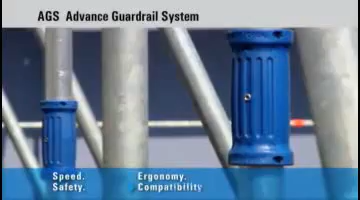 AGS Advance Guardrail System
Speed. Ergonomy.
Safety. Compatibility